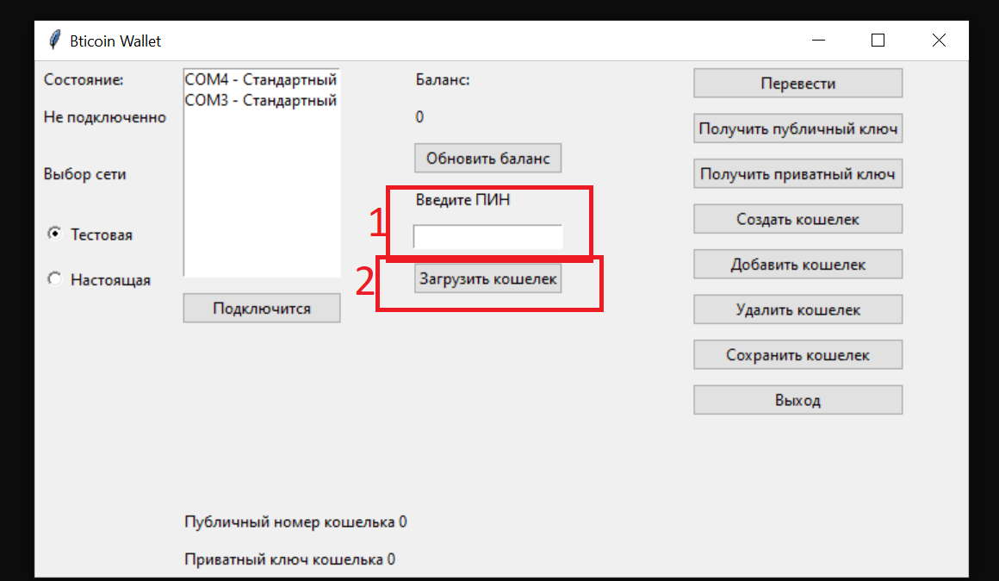 Bticoin Wallet
Состояние:
Не подключенно
Выбор сети
Тестовая
Настоящая
COM4 - Стандартный
COM3 - Стандартный
Подключится
Баланс:
0
Обновить баланс
1
Введите ПИН
2
Загрузить кошелек
Перевести
Получить публичный ключ
Получить приватный ключ
Создать кошелек
Добавить кошелек
Удалить кошелек
Сохранить кошелек
Выход
Публичный номер кошелька 0
Приватный ключ кошелька 0